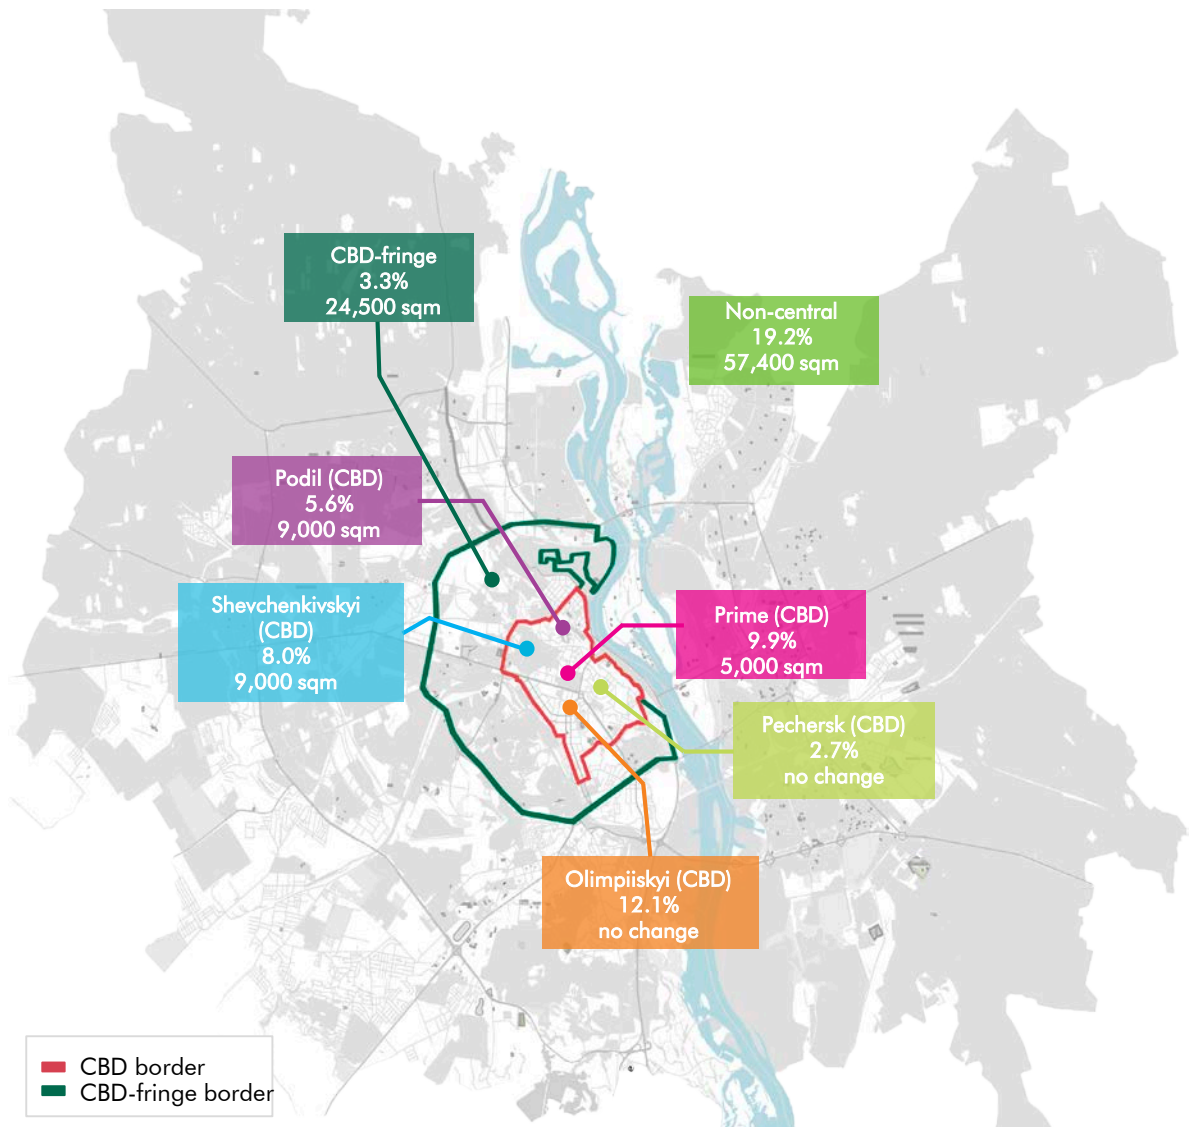 CBD-fringe
3.3%
24,500 sqm
Non-central
19.2%
57,400 sqm
Podil (CBD)
5.6%
9,000 sqm
Shevchenkivskyi
(CBD)
8.0%
9,000 sqm
Prime (CBD)
9.9%
5,000 sqm
Pechersk (CBD)
2.7%
no change
Olimpiiskyi (CBD)
12.1%
no change
CBD border
CBD-fringe border